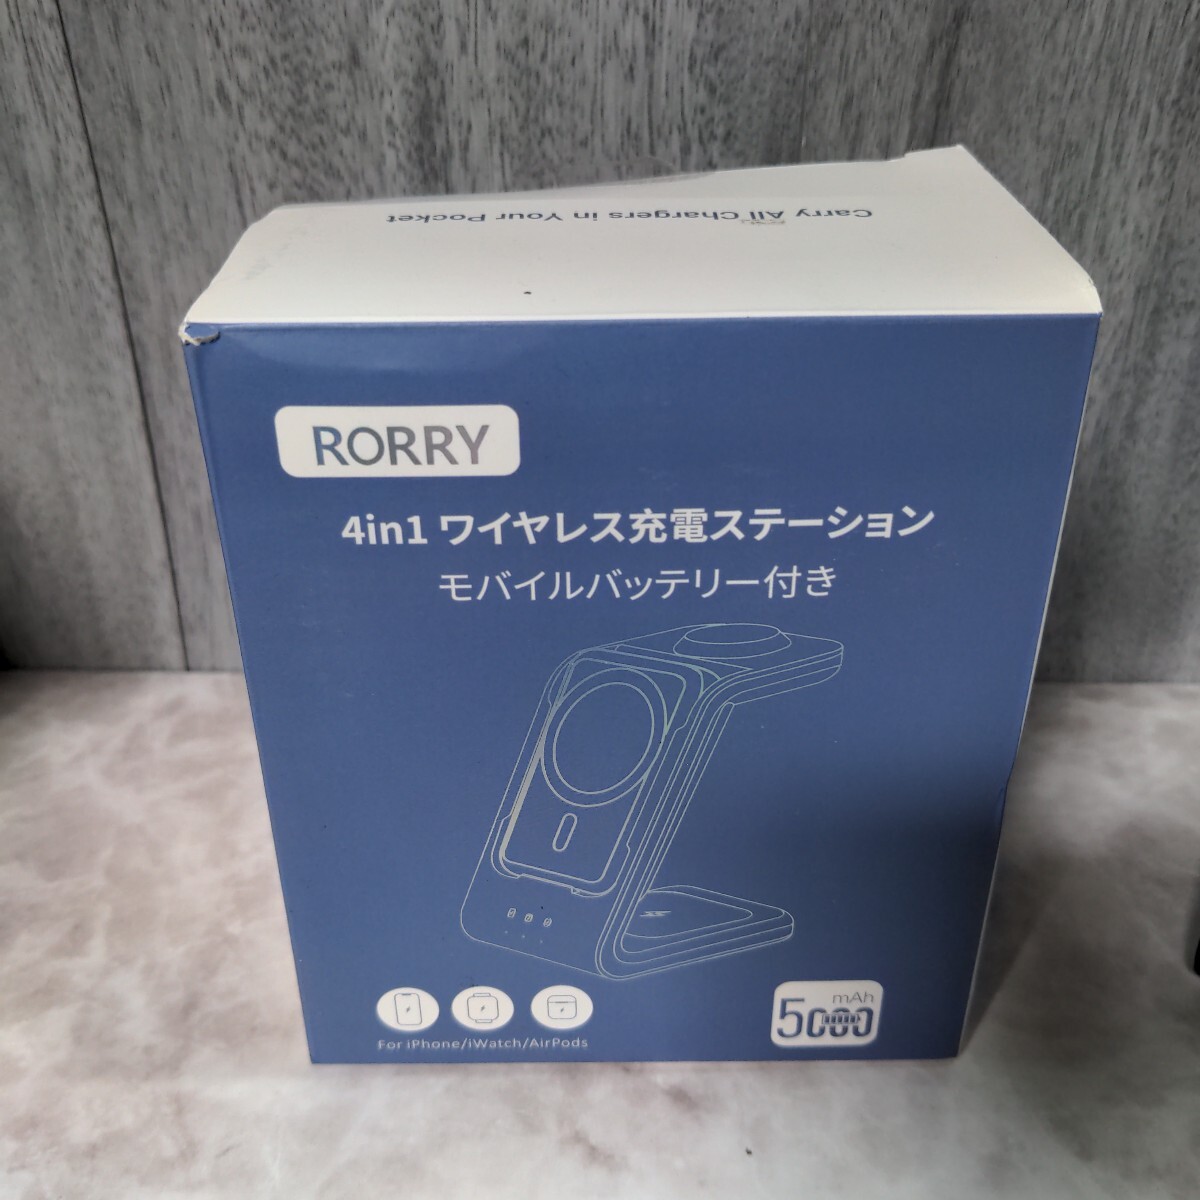 Carry All Chargers in Your Pocket
RORRY
4in1 ワイヤレス充電ステーション
モバイルバッテリー付き
For iPhone/iWatch/AirPods
mAh
5000